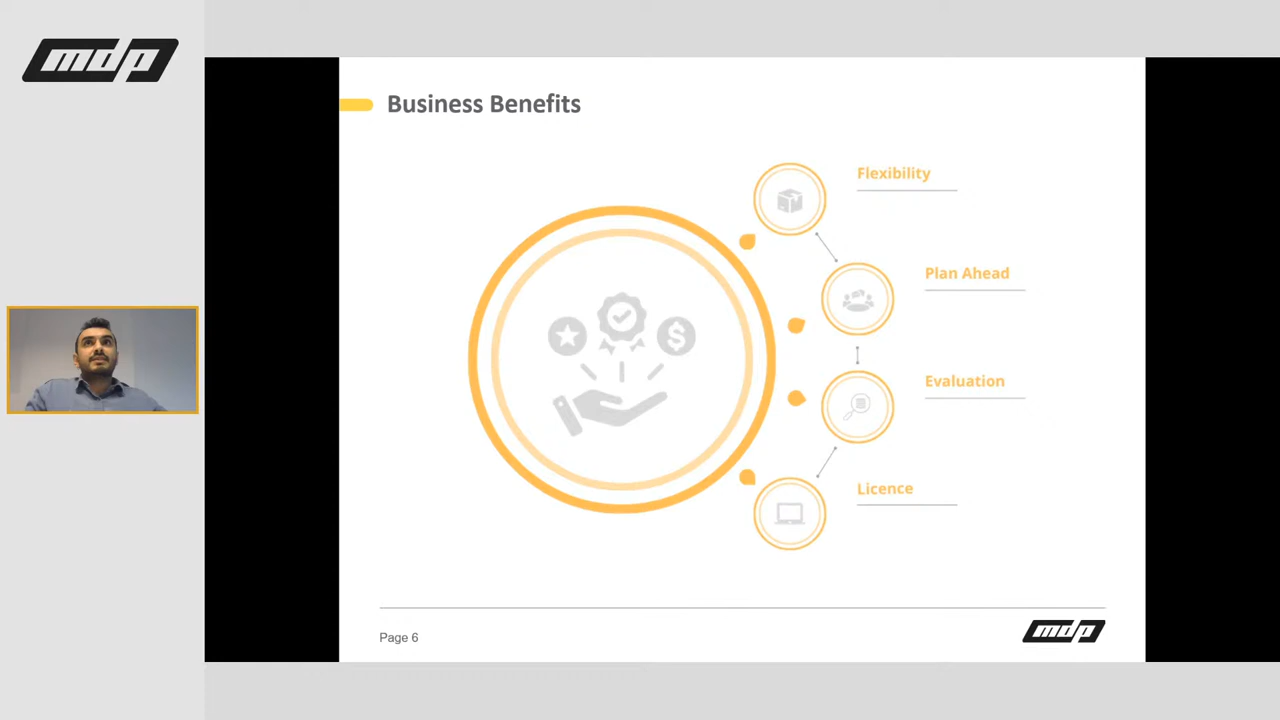 mdp
Business Benefits
Flexibility
Plan Ahead
$
Evaluation
Licence
Page 6
mdp